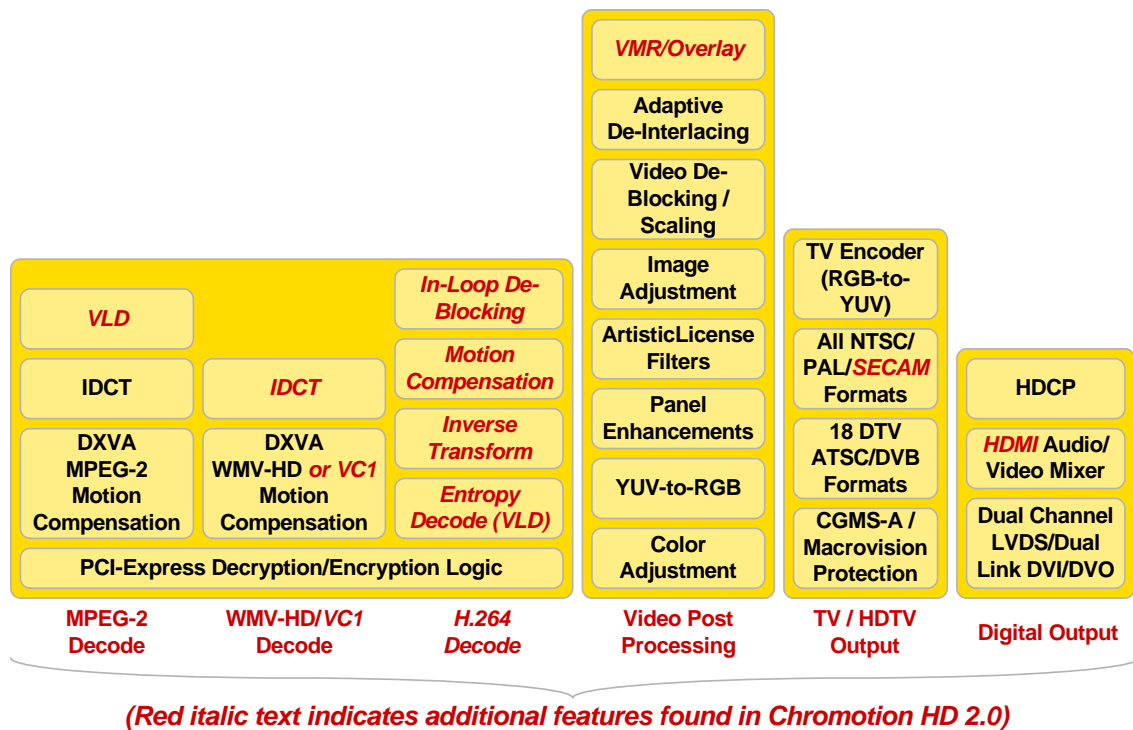 VLD
IDCT
DXVA
MPEG-2
Motion
Compensation
IDCT
DXVA
WMV-HD or VC1
Motion
Compensation
In-Loop De-
Blocking
Motion
Compensation
Inverse
Transform
Entropy
Decode (VLD)
PCI-Express Decryption/Encryption Logic
VMR/Overlay
Adaptive
De-Interlacing
Video De-
Blocking /
Scaling
Image
Adjustment
ArtisticLicense
Filters
Panel
Enhancements
YUV-to-RGB
Color
Adjustment
TV Encoder
(RGB-to-
YUV)
All NTSC/
PAL/SECAM
Formats
18 DTV
ATSC/DVB
Formats
CGMS-A /
Macrovision
Protection
HDCP
HDMI Audio/
Video Mixer
Dual Channel
LVDS/Dual
Link DVI/DVO
MPEG-2
Decode
WMV-HD/VC1
Decode
H.264
Decode
Video Post
Processing
TV / HDTV
Output
Digital Output
(Red italic text indicates additional features found in Chromotion HD 2.0)